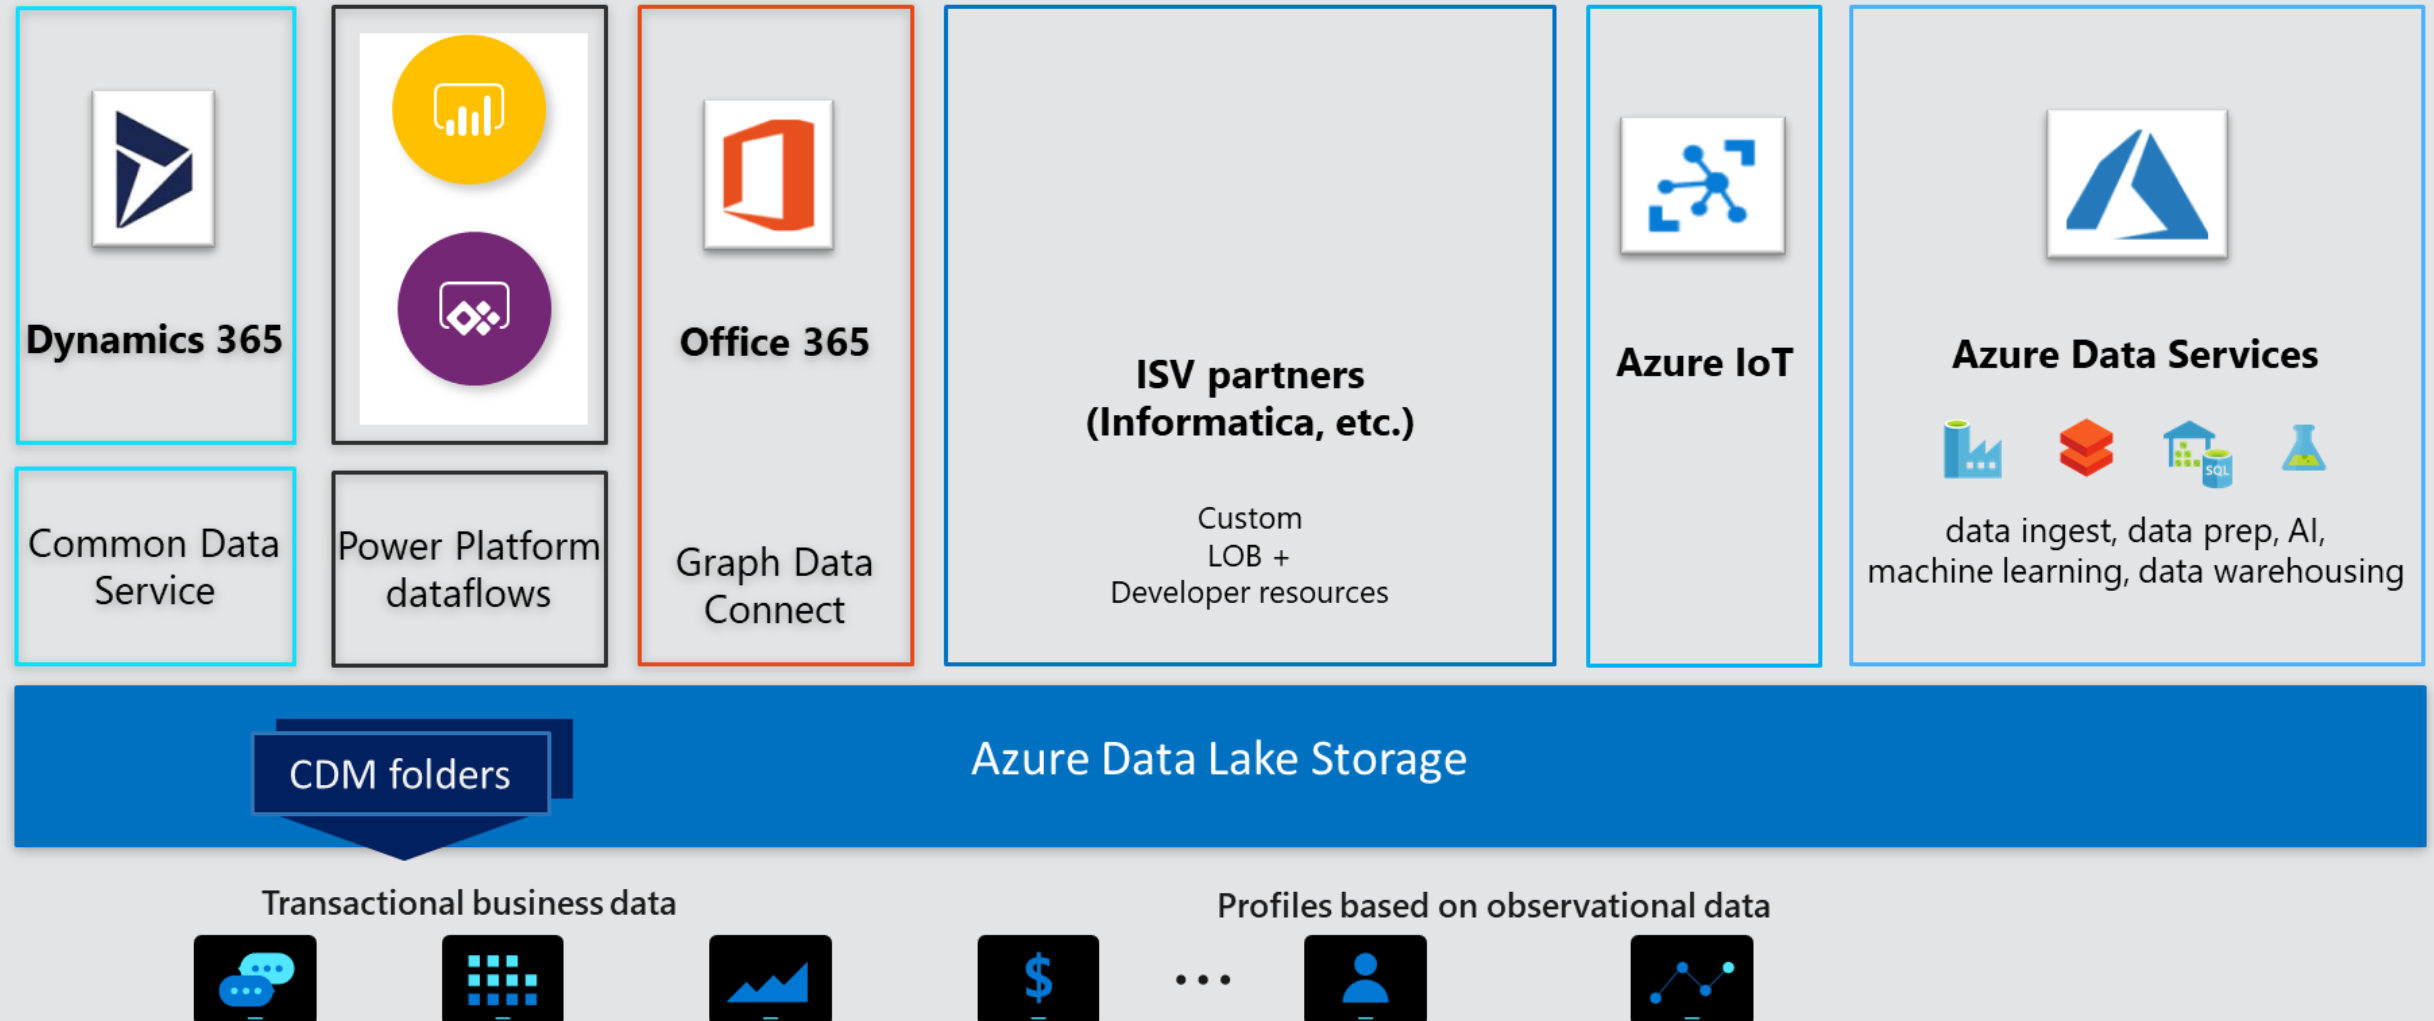 Dynamics 365
Common Data
Service
Power Platform
dataflows
Office 365
Graph Data
Connect
ISV partners
(Informatica, etc.)
Custom
LOB +
Developer resources
Azure IoT
Azure Data Services
SQL
data ingest, data prep, AI,
machine learning, data warehousing
CDM folders
Azure Data Lake Storage
Transactional business data
Profiles based on observational data
$
...